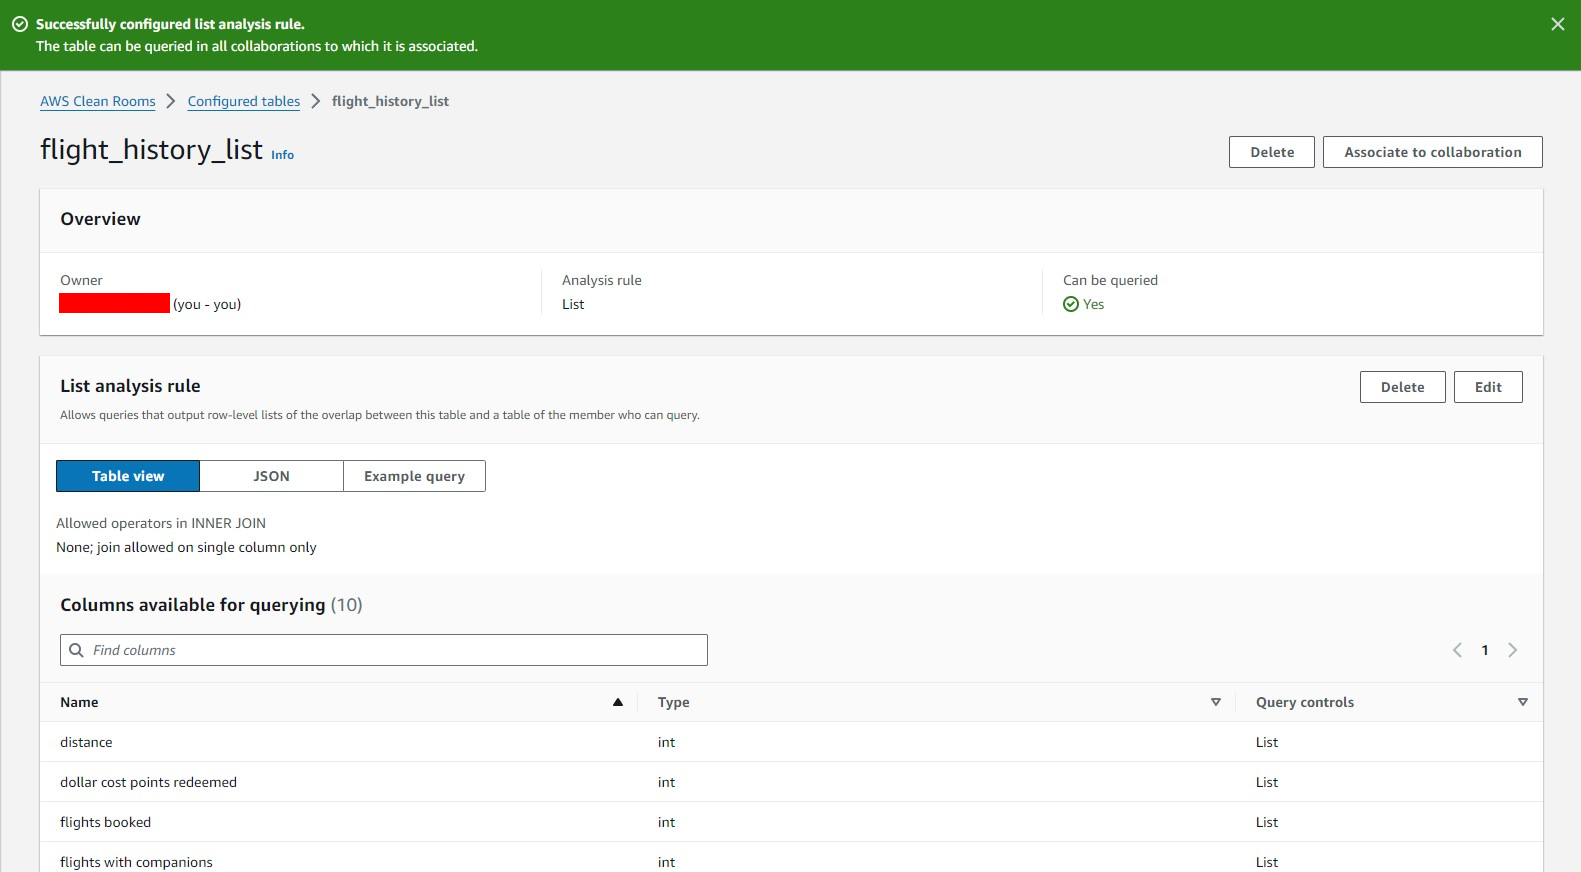 Successfully configured list analysis rule.
The table can be queried in all collaborations to which it is associated.
AWS Clean Rooms > Configured tables > flight_history_list
flight_history_list Info
Delete Associate to collaboration
Overview
Owner Analysis rule Can be queried
(you - you) List Yes
List analysis rule Delete Edit
Allows queries that output row-level lists of the overlap between this table and a table of the member who can query.
Table view JSON Example query
Allowed operators in INNER JOIN
None; join allowed on single column only
Columns available for querying (10)
Find columns < 1 >
Name Type Query controls
distance int List
dollar cost points redeemed int List
flights booked int List
flights with companions int List